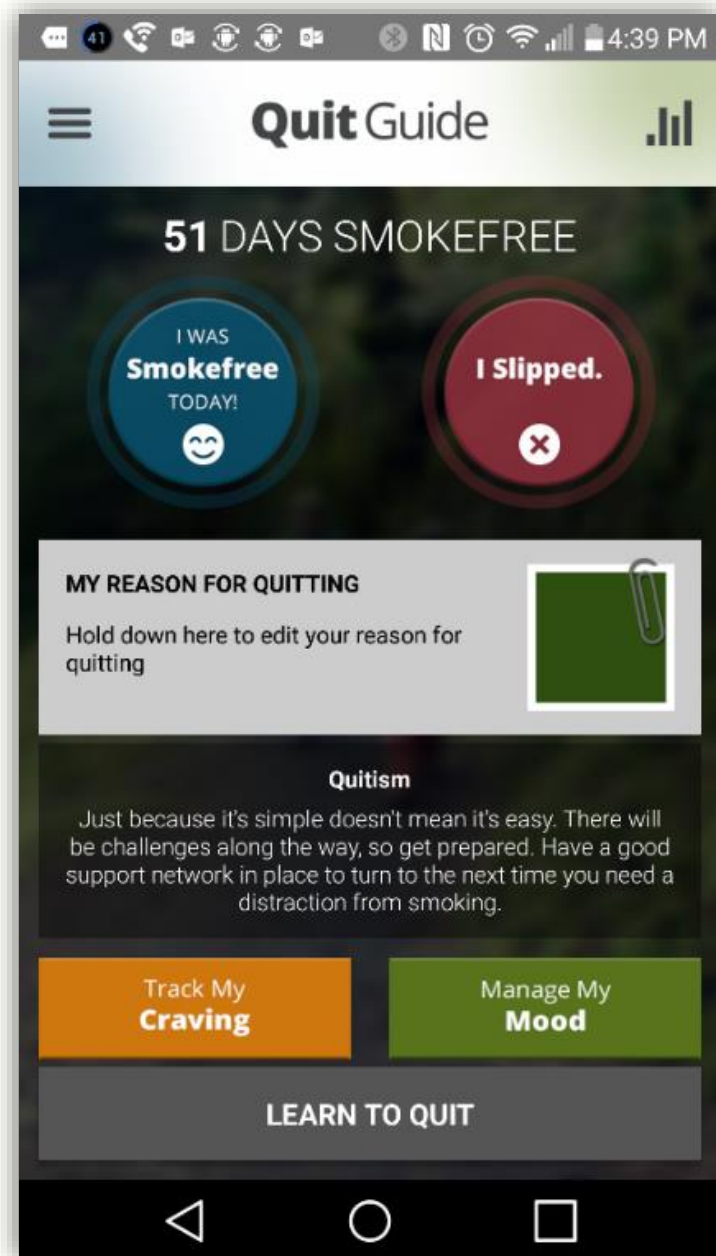 41 4:39 PM
Quit Guide
51 DAYS SMOKEFREE
I WAS
Smokefree
TODAY!
I Slipped.
MY REASON FOR QUITTING
Hold down here to edit your reason for
quitting
Quitism
Just because it's simple doesn't mean it's easy. There will
be challenges along the way, so get prepared. Have a good
support network in place to turn to the next time you need a
distraction from smoking.
Track My
Craving
Manage My
Mood
LEARN TO QUIT